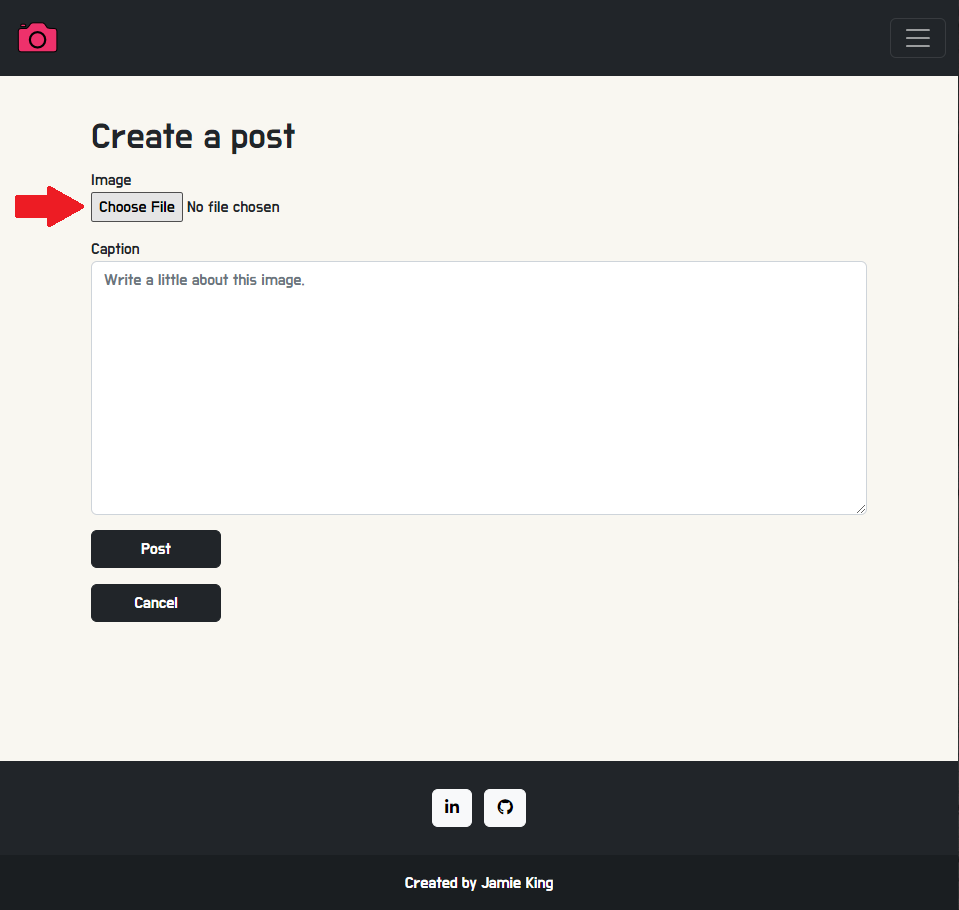 Create a post
Image
Choose File No file chosen
Caption
Write a little about this image.
Post
Cancel
in
Created by Jamie King